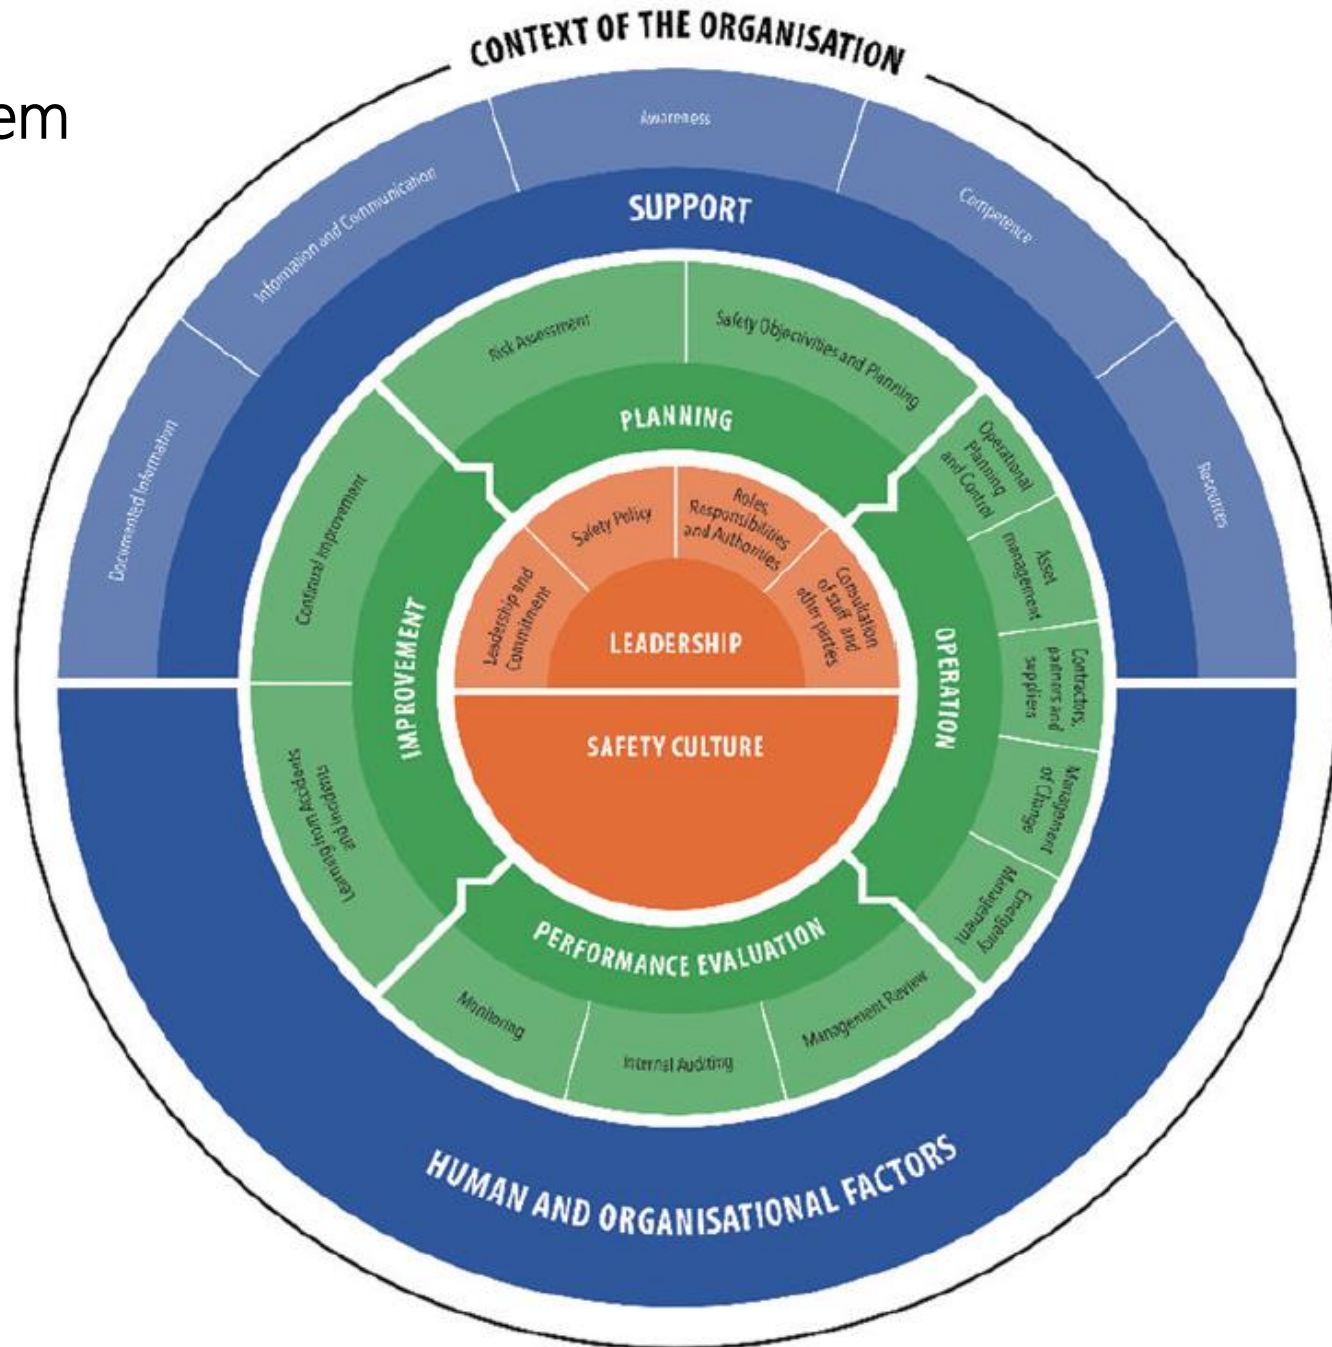 em
CONTEXT OF THE ORGANISATION
Awareness
Information and Communication
Competence
Documented Information
Resources
SUPPORT
Risk Assessment
Safety Objectivities and Planning
PLANNING
Operational
Planning
and Control
Asset
management
Contractors,
partners and
suppliers
Management
of Change
Emergency
Management
OPERATION
Continual Improvement
Learning from Accidents
and Incidents
IMPROVEMENT
Leadership and
Commitment
Safety Policy
Roles,
Responsibilities
and Authorities
Consulation
of staff and
other parties
LEADERSHIP
SAFETY CULTURE
PERFORMANCE EVALUATION
Monitoring
Internal Auditing
Management Review
HUMAN AND ORGANISATIONAL FACTORS